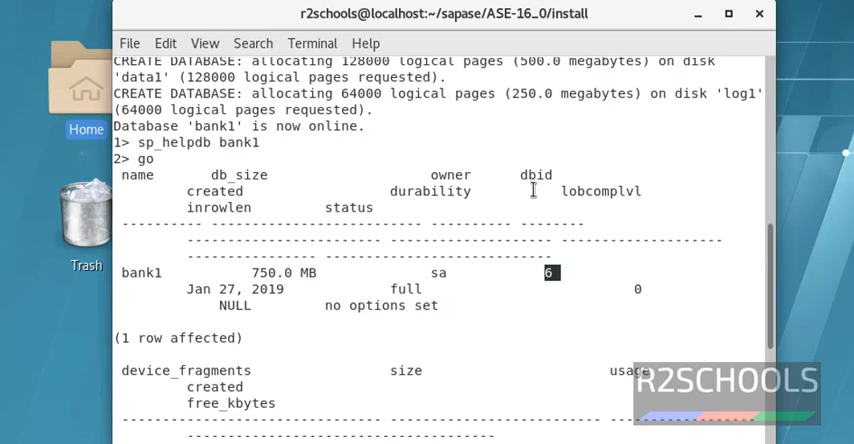 r2schools@localhost:~/sapase/ASE-16_0/install
File Edit View Search Terminal Help
CREATE DATABASE: allocating 128000 logical pages (500.0 megabytes) on disk
'data1' (128000 logical pages requested).
CREATE DATABASE: allocating 64000 logical pages (250.0 megabytes) on disk 'log1'
(64000 logical pages requested).
Database 'bank1' is now online.
1> sp_helpdb bank1
2> go
name db_size owner dbid
created durability lobcomplvl
inrowlen status
---------- ------------------------- ---------- --------
-------------------- -------------------- --------------------
---------------- ----------------------------
bank1 750.0 MB sa 6
Jan 27, 2019 full 0
NULL no options set
(1 row affected)
device_fragments size usage
created
free_kbytes
-------------------------------- -------------------------- ------------------
--------------------------------------
Home
Trash
R2SCHOOLS